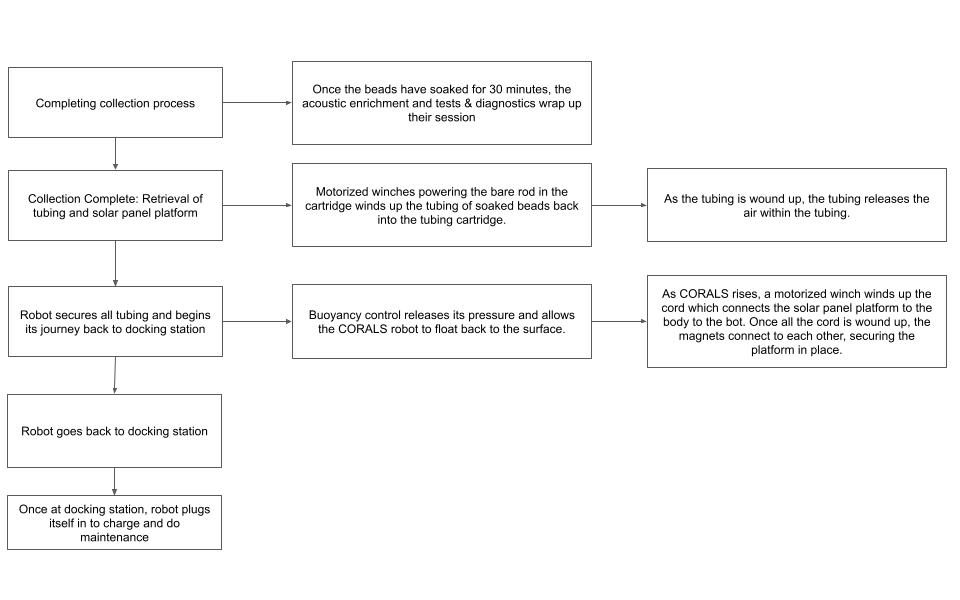 Completing collection process
Once the beads have soaked for 30 minutes, the
acoustic enrichment and tests & diagnostics wrap up
their session
Collection Complete: Retrieval of
tubing and solar panel platform
Motorized winches powering the bare rod in the
cartridge winds up the tubing of soaked beads back
into the tubing cartridge.
As the tubing is wound up, the tubing releases the
air within the tubing.
Robot secures all tubing and begins
its journey back to docking station
Buoyancy control releases its pressure and allows
the CORALS robot to float back to the surface.
As CORALS rises, a motorized winch winds up the
cord which connects the solar panel platform to the
body to the bot. Once all the cord is wound up, the
magnets connect to each other, securing the
platform in place.
Robot goes back to docking station
Once at docking station, robot plugs
itself in to charge and do
maintenance